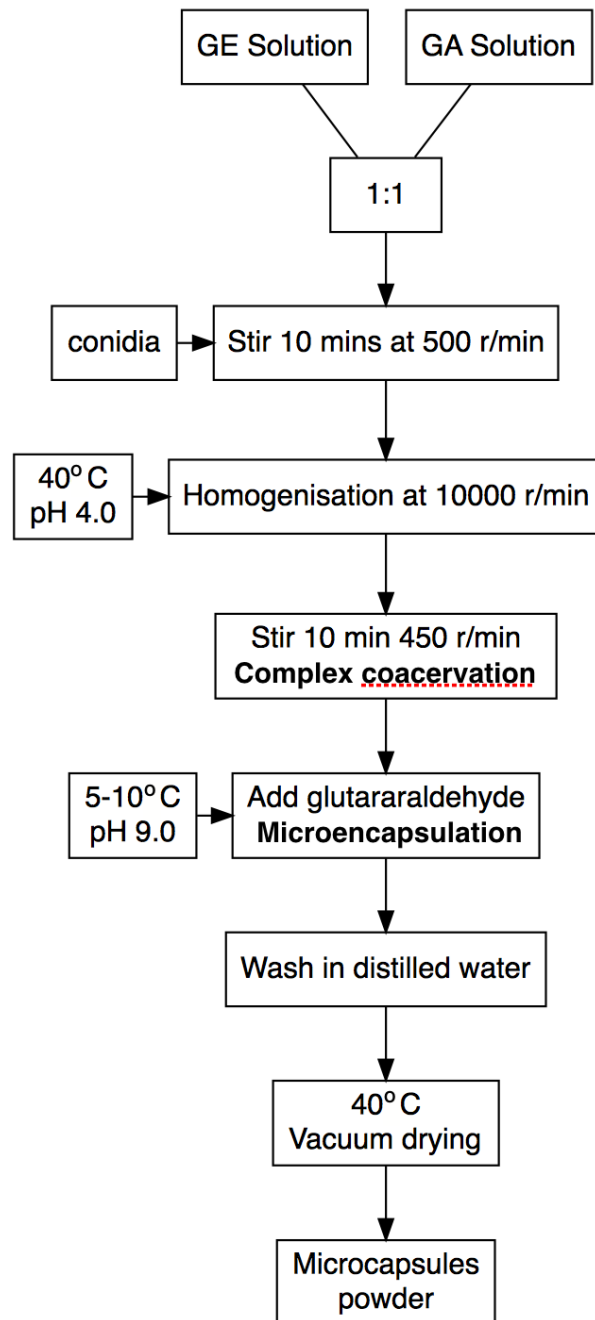 GE Solution
GA Solution
1:1
conidia
Stir 10 mins at 500 r/min
40° C
pH 4.0
Homogenisation at 10000 r/min
Stir 10 min 450 r/min
Complex coacervation
5-10° C
pH 9.0
Add glutararaldehyde
Microencapsulation
Wash in distilled water
40° C
Vacuum drying
Microcapsules
powder